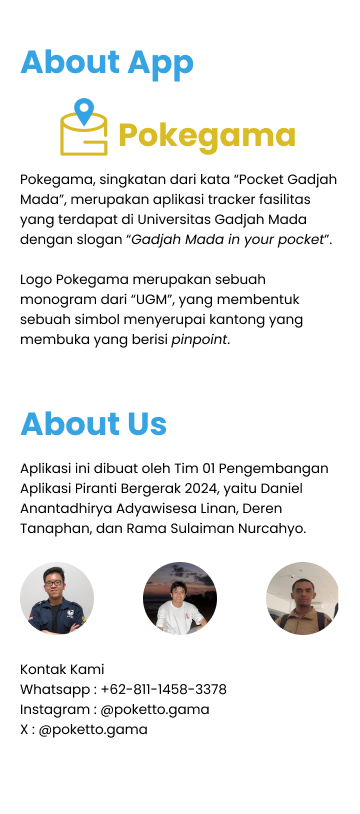 About App
Pokegama
Pokegama, singkatan dari kata “Pocket Gadjah
Mada”, merupakan aplikasi tracker fasilitas
yang terdapat di Universitas Gadjah Mada
dengan slogan “Gadjah Mada in your pocket”.
Logo Pokegama merupakan sebuah
monogram dari “UGM”, yang membentuk
sebuah simbol menyerupai kantong yang
membuka yang berisi pinpoint.
About Us
Aplikasi ini dibuat oleh Tim 01 Pengembangan
Aplikasi Piranti Bergerak 2024, yaitu Daniel
Anantadhirya Adyawisesa Linan, Deren
Tanaphan, dan Rama Sulaiman Nurcahyo.
Kontak Kami
Whatsapp : +62-811-1458-3378
Instagram : @poketto.gama
X : @poketto.gama